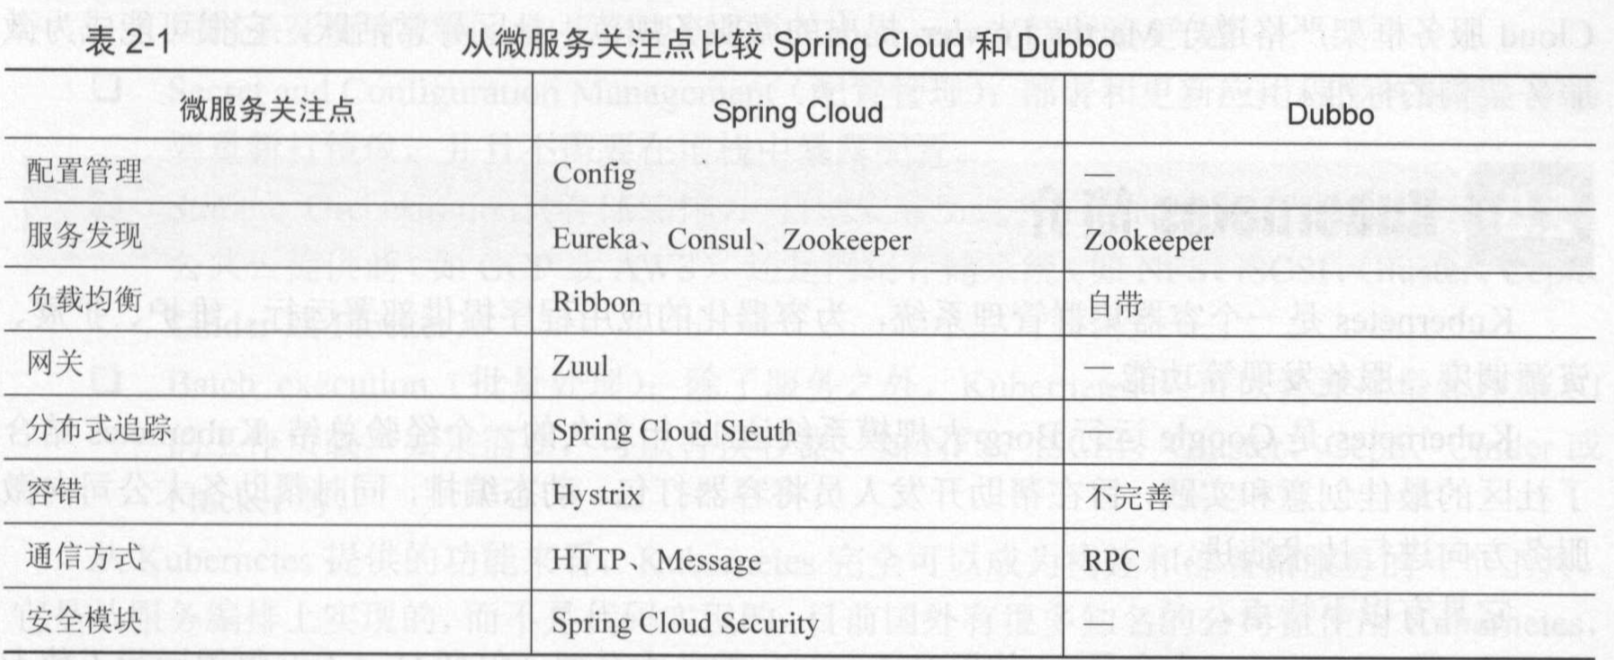 表 2-1 从微服务关注点比较 Spring Cloud 和 Dubbo
微服务关注点 Spring Cloud Dubbo
配置管理 Config —
服务发现 Eureka、Consul、Zookeeper Zookeeper
负载均衡 Ribbon 自带
网关 Zuul —
分布式追踪 Spring Cloud Sleuth —
容错 Hystrix 不完善
通信方式 HTTP、Message RPC
安全模块 Spring Cloud Security —